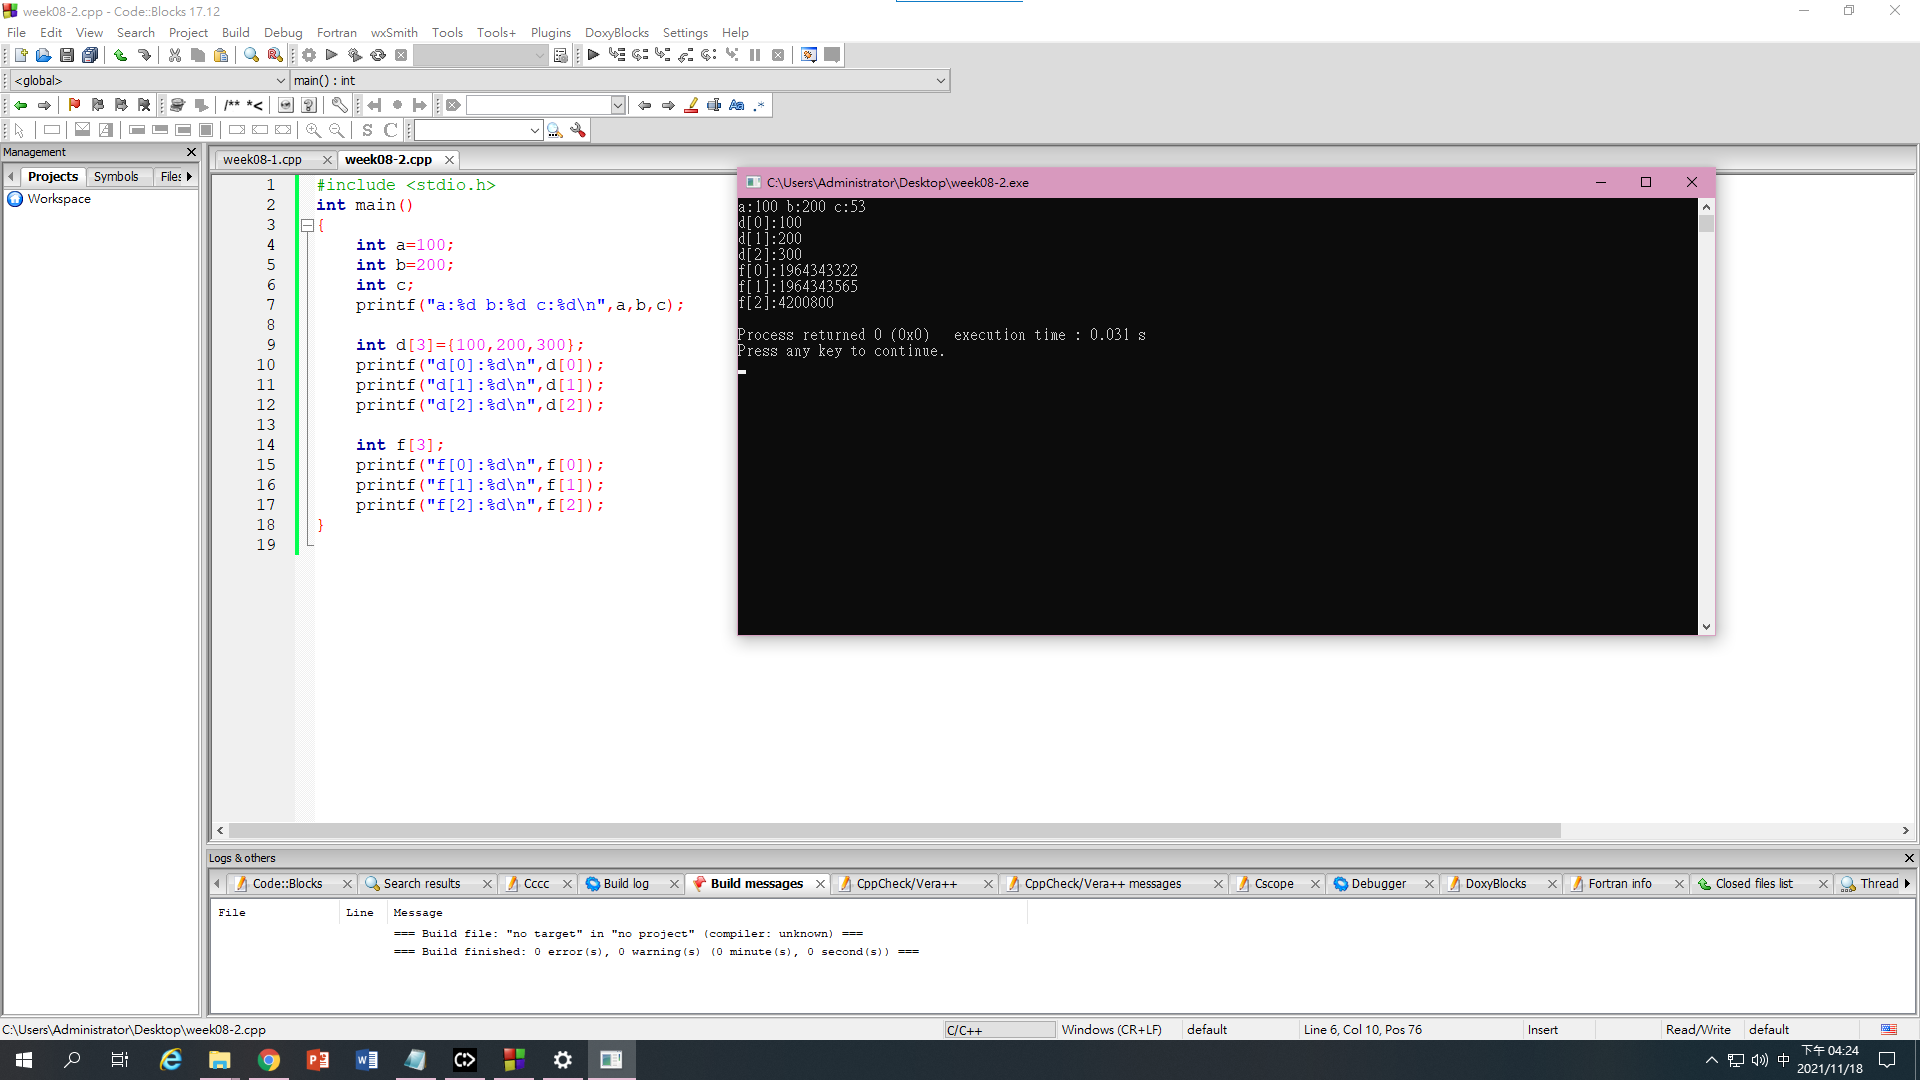 week08-2.cpp - Code::Blocks 17.12
File Edit View Search Project Build Debug Fortran wxSmith Tools Tools+ Plugins DoxyBlocks Settings Help
<global> main() : int
/** *<
Aa .*
S C
Management
Projects Symbols Files
Workspace
week08-1.cpp week08-2.cpp
1 #include <stdio.h>
2 int main()
3 {
4 int a=100;
5 int b=200;
6 int c;
7 printf("a:%d b:%d c:%d\n",a,b,c);
8
9 int d[3]={100,200,300};
10 printf("d[0]:%d\n",d[0]);
11 printf("d[1]:%d\n",d[1]);
12 printf("d[2]:%d\n",d[2]);
13
14 int f[3];
15 printf("f[0]:%d\n",f[0]);
16 printf("f[1]:%d\n",f[1]);
17 printf("f[2]:%d\n",f[2]);
18 }
19
C:\Users\Administrator\Desktop\week08-2.exe
a:100 b:200 c:53
d[0]:100
d[1]:200
d[2]:300
f[0]:1964343322
f[1]:1964343565
f[2]:4200800
Process returned 0 (0x0) execution time : 0.031 s
Press any key to continue.
Logs & others
Code::Blocks Search results Cccc Build log Build messages CppCheck/Vera++ CppCheck/Vera++ messages Cscope Debugger DoxyBlocks Fortran info Closed files list Thread
File Line Message
=== Build file: "no target" in "no project" (compiler: unknown) ===
=== Build finished: 0 error(s), 0 warning(s) (0 minute(s), 0 second(s)) ===
C:\Users\Administrator\Desktop\week08-2.cpp C/C++ Windows (CR+LF) default Line 6, Col 10, Pos 76 Insert Read/Write default
中 下午 04:24
2021/11/18